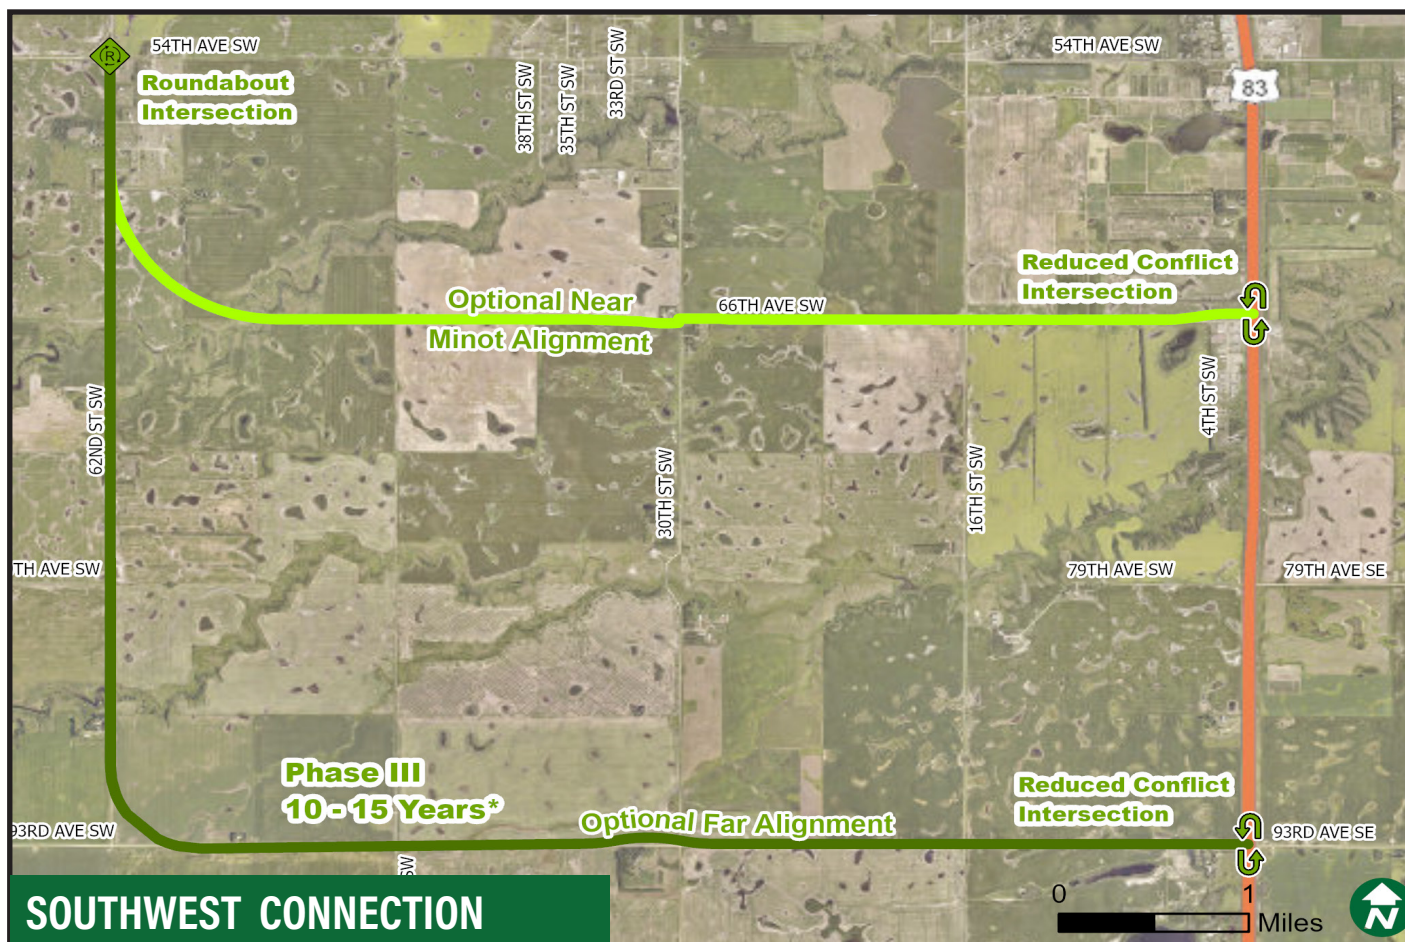 54TH AVE SW
54TH AVE SW
R
Roundabout
Intersection
38TH ST SW
35TH ST SW
33RD ST SW
83
Reduced Conflict
Intersection
Optional Near
Minot Alignment
66TH AVE SW
62ND ST SW
4TH ST SW
30TH ST SW
16TH ST SW
TH AVE SW
79TH AVE SW
79TH AVE SE
Phase III
10 - 15 Years*
Reduced Conflict
Intersection
93RD AVE SW
Optional Far Alignment
93RD AVE SE
SW
SOUTHWEST CONNECTION
0 1
Miles
N